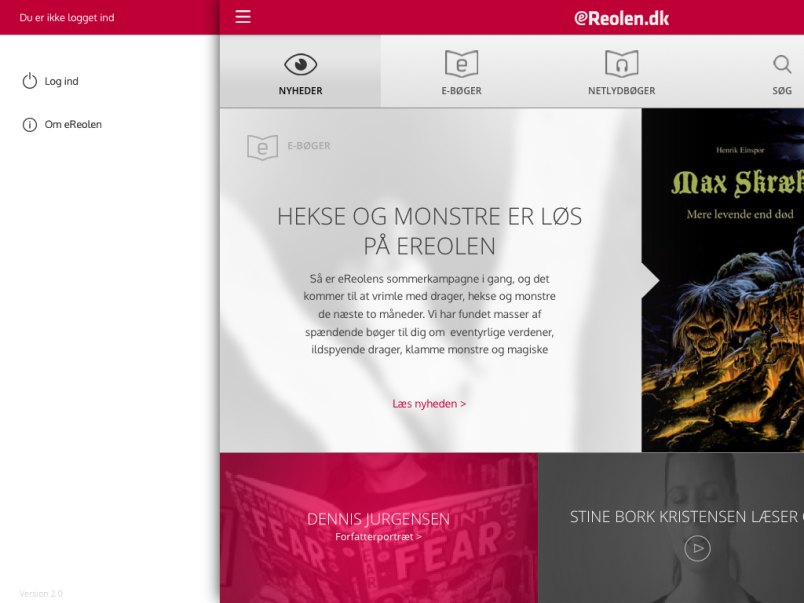 Du er ikke logget ind
@Reolen.dk
Log ind
Om eReolen
NYHEDER
E-BØGER
NETLYDBØGER
SØG
E-BØGER
HEKSE OG MONSTRE ER LØS
PÅ EREOLEN
Så er eReolens sommerkampagne i gang, og det
kommer til at vrimle med drager, hekse og monstre
de næste to måneder. Vi har fundet masser af
spændende bøger til dig om eventyrlige verdener,
ildspyende drager, klamme monstre og magiske
Læs nyheden >
Henrik Einspor
Max Skræk
Mere levende end død
DENNIS JURGENSEN
Forfatterportræt >
FEAR
OF
FEAR
STINE BORK KRISTENSEN LÆSER
Version 2.0